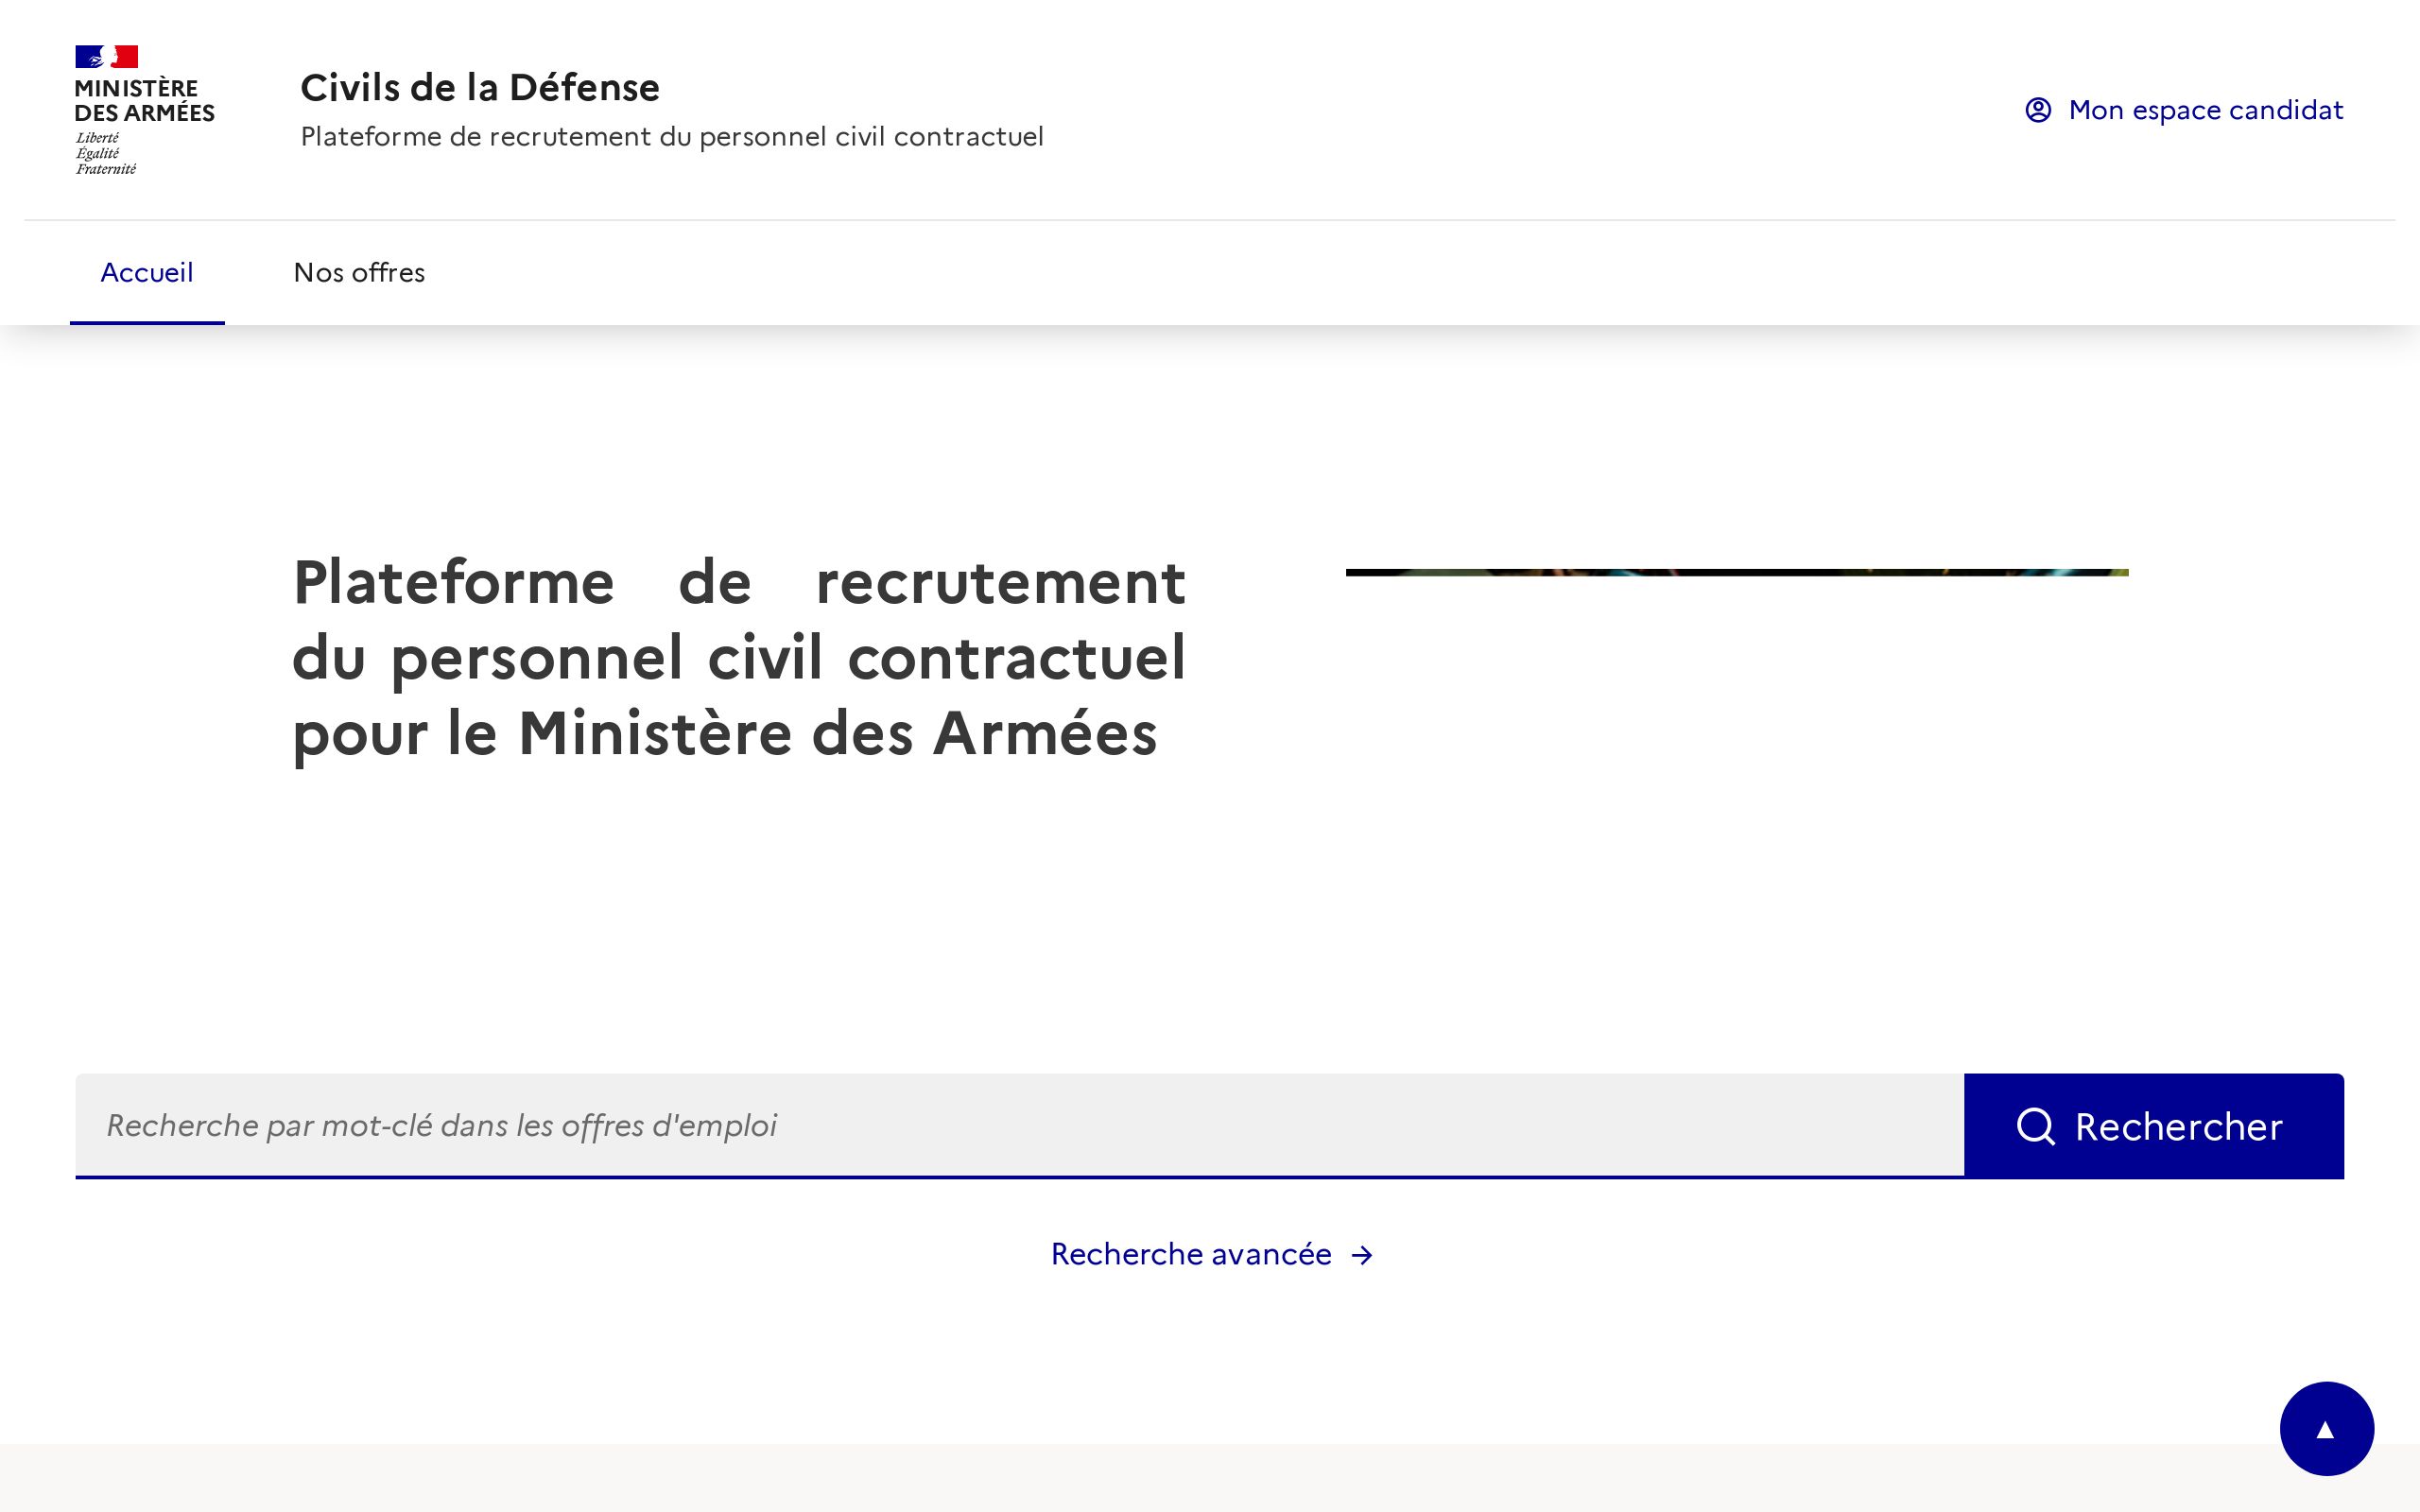 MINISTÈRE
DES ARMÉES
Liberté
Égalité
Fraternité
Civils de la Défense
Plateforme de recrutement du personnel civil contractuel
Mon espace candidat
Accueil
Nos offres
Plateforme de recrutement
du personnel civil contractuel
pour le Ministère des Armées
Recherche par mot-clé dans les offres d'emploi
Rechercher
Recherche avancée →
▲